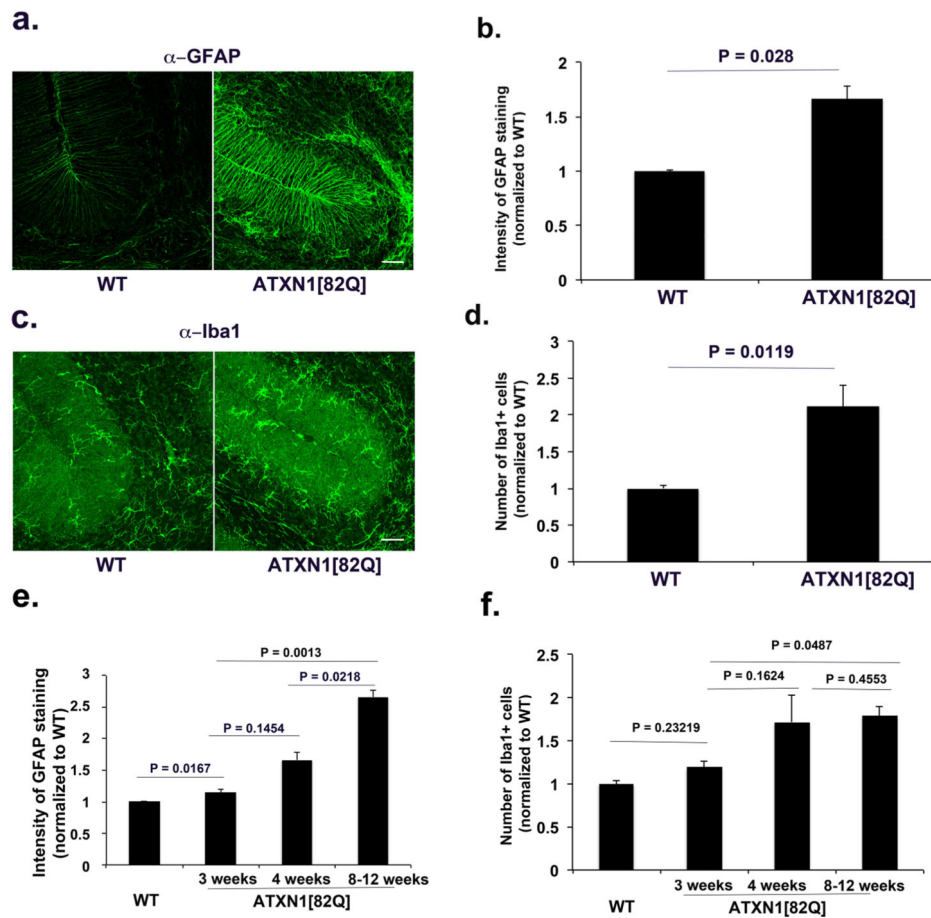 a.
α–GFAP
WT
ATXN1[82Q]
b.
P = 0.028
Intensity of GFAP staining
(normalized to WT)
2
1.5
1
0.5
0
WT
ATXN1[82Q]
c.
α–Iba1
WT
ATXN1[82Q]
d.
P = 0.0119
Number of Iba1+ cells
(normalized to WT)
3
2.5
2
1.5
1
0.5
0
WT
ATXN1[82Q]
e.
P = 0.0013
P = 0.0218
P = 0.1454
P = 0.0167
Intensity of GFAP staining
(normalized to WT)
3
2.5
2
1.5
1
0.5
0
3 weeks
4 weeks
8-12 weeks
WT
ATXN1[82Q]
f.
P = 0.0487
P = 0.1624
P = 0.4553
P = 0.23219
Number of Iba1+ cells
(normalized to WT)
2.5
2
1.5
1
0.5
0
3 weeks
4 weeks
8-12 weeks
WT
ATXN1[82Q]